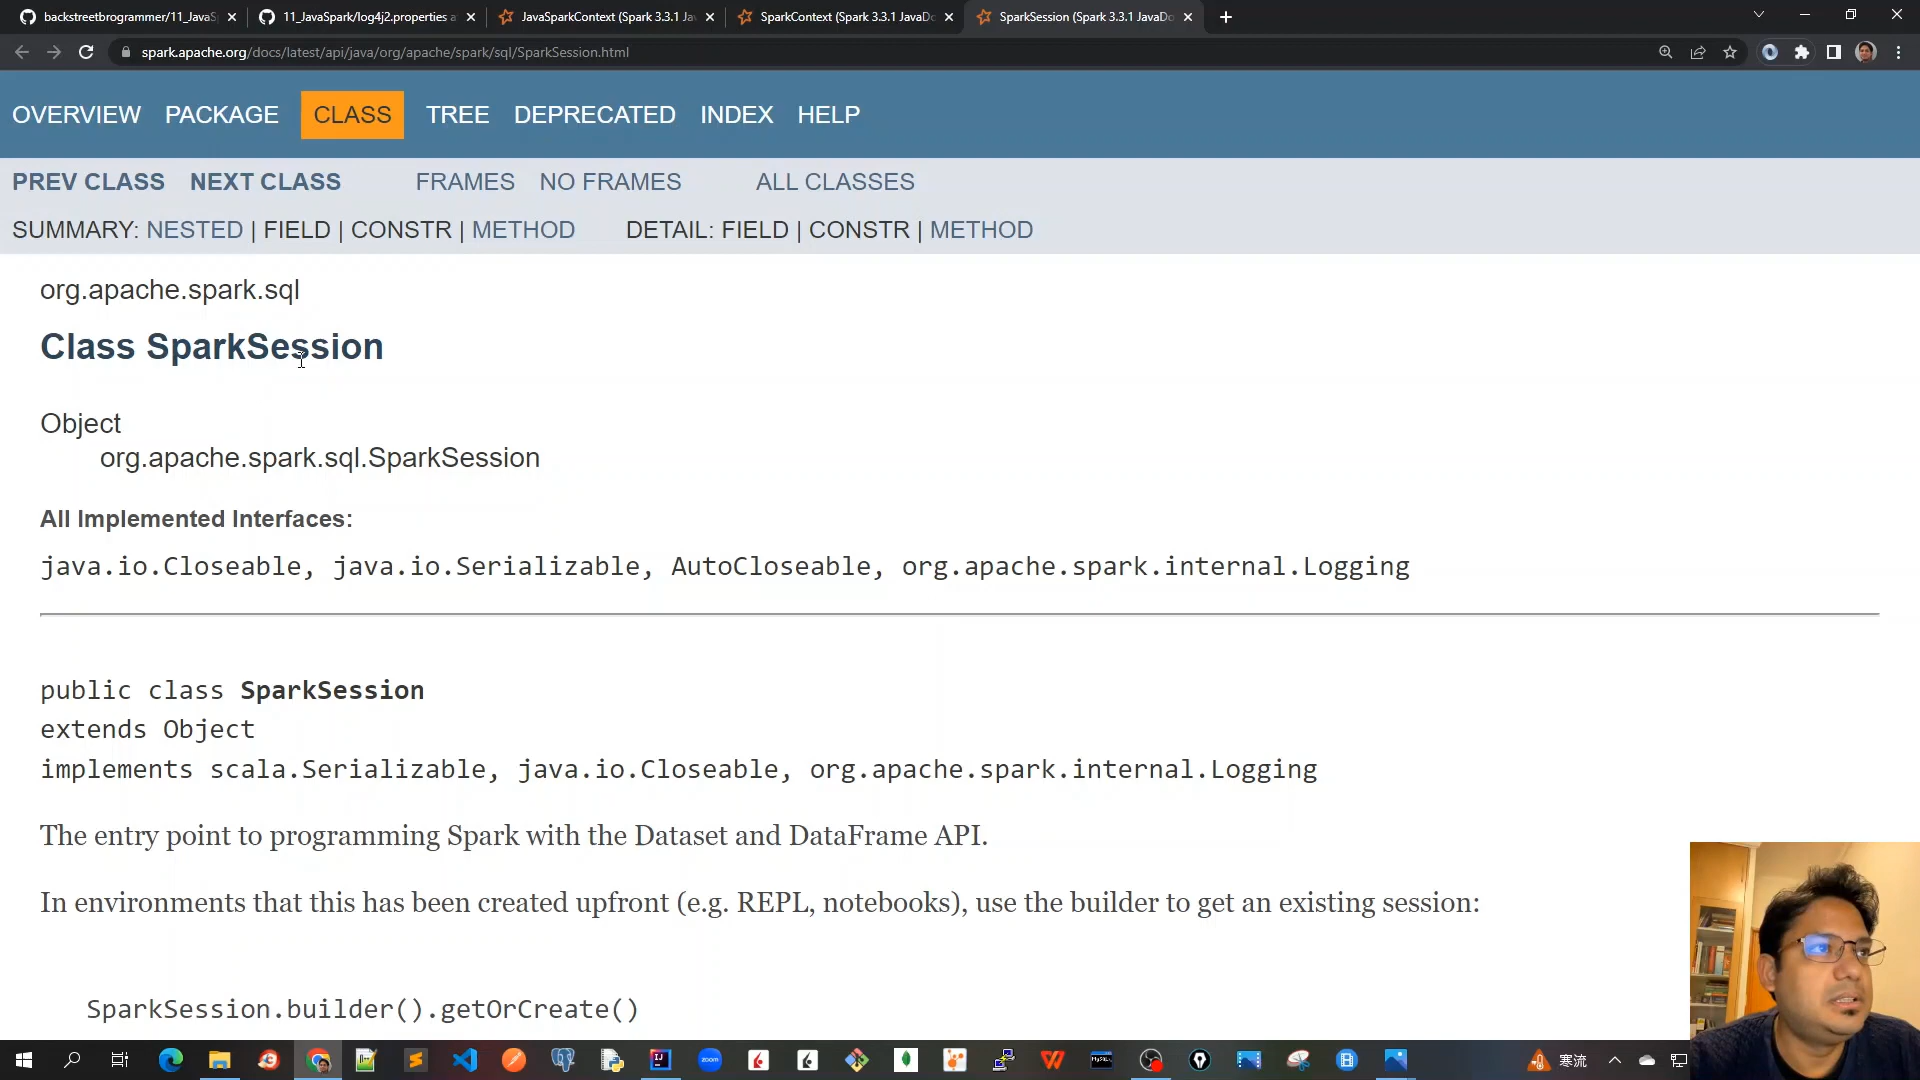 backstreetbrogrammer/11_JavaS
11_JavaSpark/log4j2.properties a
JavaSparkContext (Spark 3.3.1 Ja
SparkContext (Spark 3.3.1 JavaDo
SparkSession (Spark 3.3.1 JavaDo
spark.apache.org/docs/latest/api/java/org/apache/spark/sql/SparkSession.html
OVERVIEW PACKAGE CLASS TREE DEPRECATED INDEX HELP
PREV CLASS NEXT CLASS FRAMES NO FRAMES ALL CLASSES
SUMMARY: NESTED | FIELD | CONSTR | METHOD DETAIL: FIELD | CONSTR | METHOD
org.apache.spark.sql
Class SparkSession
Object
org.apache.spark.sql.SparkSession
All Implemented Interfaces:
java.io.Closeable, java.io.Serializable, AutoCloseable, org.apache.spark.internal.Logging
public class SparkSession
extends Object
implements scala.Serializable, java.io.Closeable, org.apache.spark.internal.Logging
The entry point to programming Spark with the Dataset and DataFrame API.
In environments that this has been created upfront (e.g. REPL, notebooks), use the builder to get an existing session:
SparkSession.builder().getOrCreate()
zoom
寒流